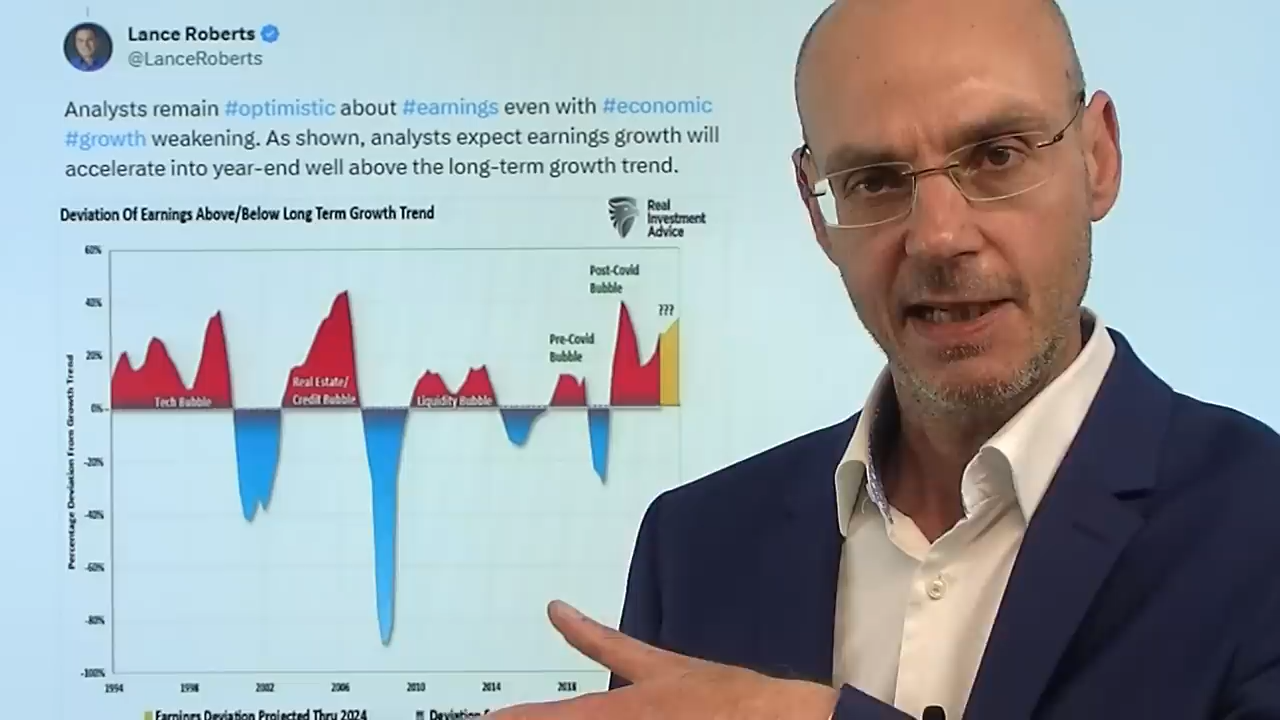 Lance Roberts
@LanceRoberts
Analysts remain #optimistic about #earnings even with #economic
#growth weakening. As shown, analysts expect earnings growth will
accelerate into year-end well above the long-term growth trend.
Deviation Of Earnings Above/Below Long Term Growth Trend
Real
Investment
Advice
60%
40%
20%
0%
-20%
-40%
-60%
-80%
-100%
Percentage Deviation From Growth Trend
Tech Bubble
Real Estate/
Credit Bubble
Liquidity Bubble
Pre-Covid
Bubble
Post-Covid
Bubble
???
1994 1998 2002 2006 2010 2014 2018
Earnings Deviation Projected Thru 2024
Deviation